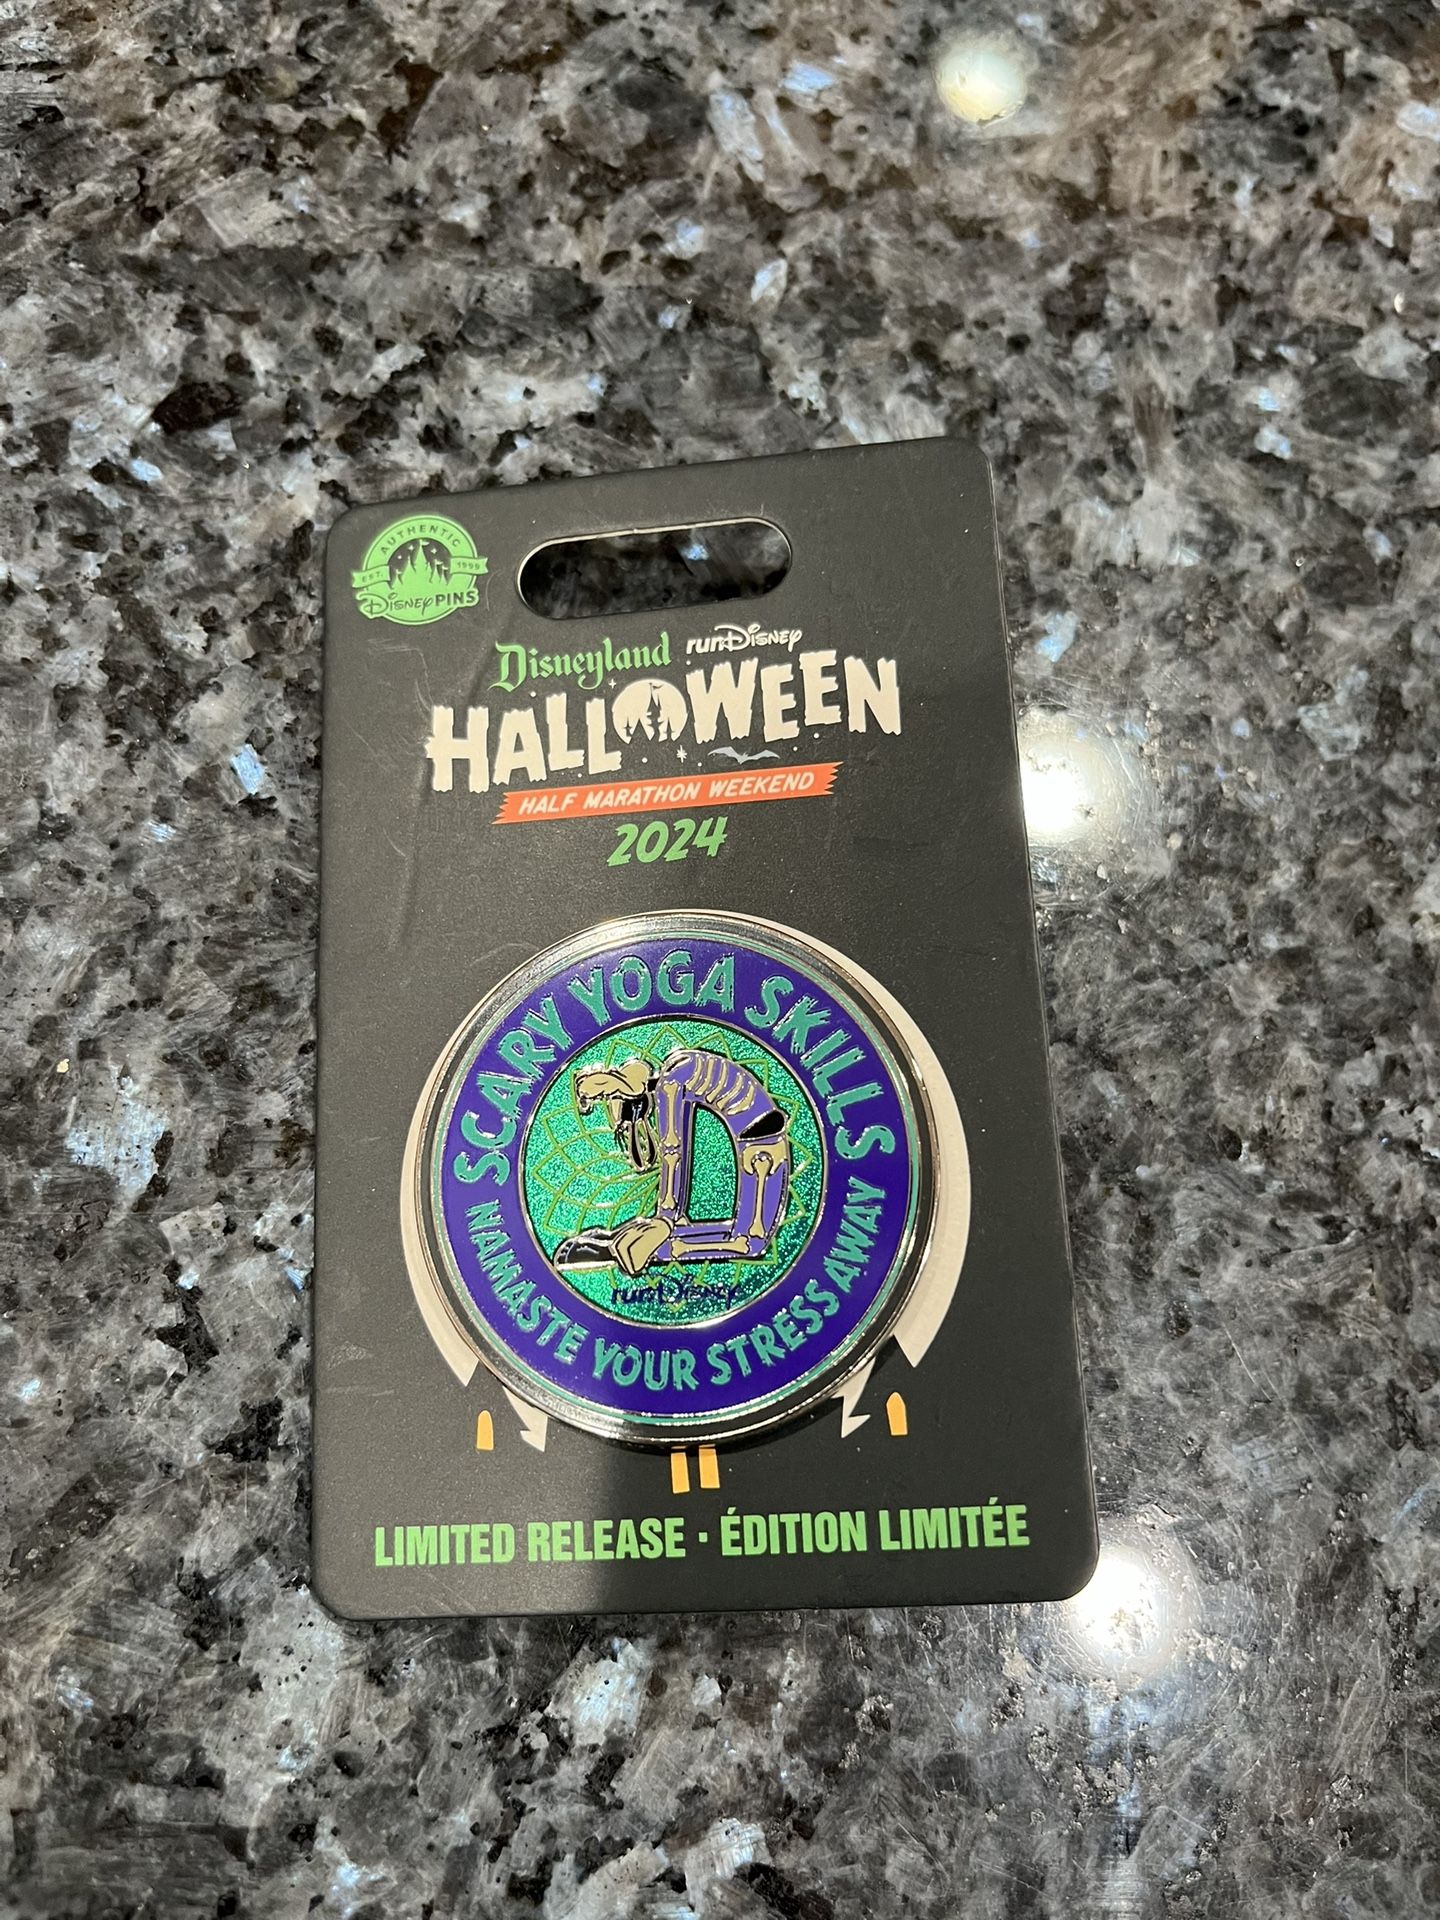 AUTHENTIC
EST. 1999
Disney PINS
Disneyland runDisney
HALLOWEEN
HALF MARATHON WEEKEND
2024
SCARY YOGA SKILLS
runDisney
NAMASTE YOUR STRESS AWAY
LIMITED RELEASE · ÉDITION LIMITÉE